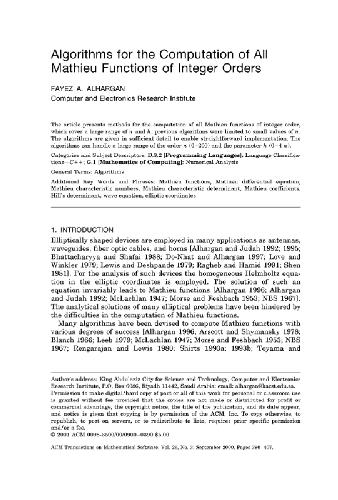 Algorithms for the Computation of All
Mathieu Functions of Integer Orders
FAYEZ A. ALHARGAN
Computer and Electronics Research Institute
The article presents methods for the computation of all Mathieu functions of integer order,
which cover a large range of n and h; previous algorithms were limited to small values of n.
The algorithms are given in sufficient detail to enable straightforward implementation. The
algorithms can handle a large range of the order n (0–200) and the parameter h (0–4n).
Categories and Subject Descriptors: D.3.2 [Programming Languages]: Language Classifica-
tions—C++; G.1 [Mathematics of Computing]: Numerical Analysis
General Terms: Algorithms
Additional Key Words and Phrases: Mathieu functions, Mathieu differential equation,
Mathieu characteristic numbers, Mathieu characteristic determinant, Mathieu coefficients,
Hill's determinant, wave equation, elliptic coordinates
1. INTRODUCTION
Elliptically shaped devices are employed in many applications as antennas,
waveguides, fiber optic cables, and horns [Alhargan and Judah 1992; 1995;
Bhattacharyya and Shafai 1988; Do-Nhat and Alhargan 1997; Love and
Winkler 1979; Lewis and Deshpande 1979; Ragheb and Hamid 1991; Shen
1981]. For the analysis of such devices the homogeneous Helmholtz equa-
tion in the elliptic coordinates is employed. The solution of such an
equation invariably leads to Mathieu functions [Alhargan 1996; Alhargan
and Judah 1992; McLachlan 1947; Morse and Feshbach 1953; NBS 1967].
The analytical solutions of many elliptical problems have been hindered by
the difficulties in the computation of Mathieu functions.
Many algorithms have been devised to compute Mathieu functions with
various degrees of success [Alhargan 1996; Arscott and Shymansky 1978;
Blanch 1966; Leeb 1979; McLachlan 1947; Morse and Feshbach 1953; NBS
1967; Rengarajan and Lewis 1980; Shirts 1993a; 1993b; Toyama and
Author's address: King Abdulaziz City for Science and Technology, Computer and Electronics
Research Institute, P.O. Box 6086, Riyadh 11442, Saudi Arabia; email:
Permission to make digital/hard copy of part or all of this work for personal or classroom use
is granted without fee provided that the copies are not made or distributed for profit or
commercial advantage, the copyright notice, the title of the publication, and its date appear,
and notice is given that copying is by permission of the ACM, Inc. To copy otherwise, to
republish, to post on servers, or to redistribute to lists, requires prior specific permission
and/or a fee.
© 2000 ACM $5.00
ACM Transactions on Mathematical Software, Vol. 26, No. 3, September 2000, Pages 390–407.